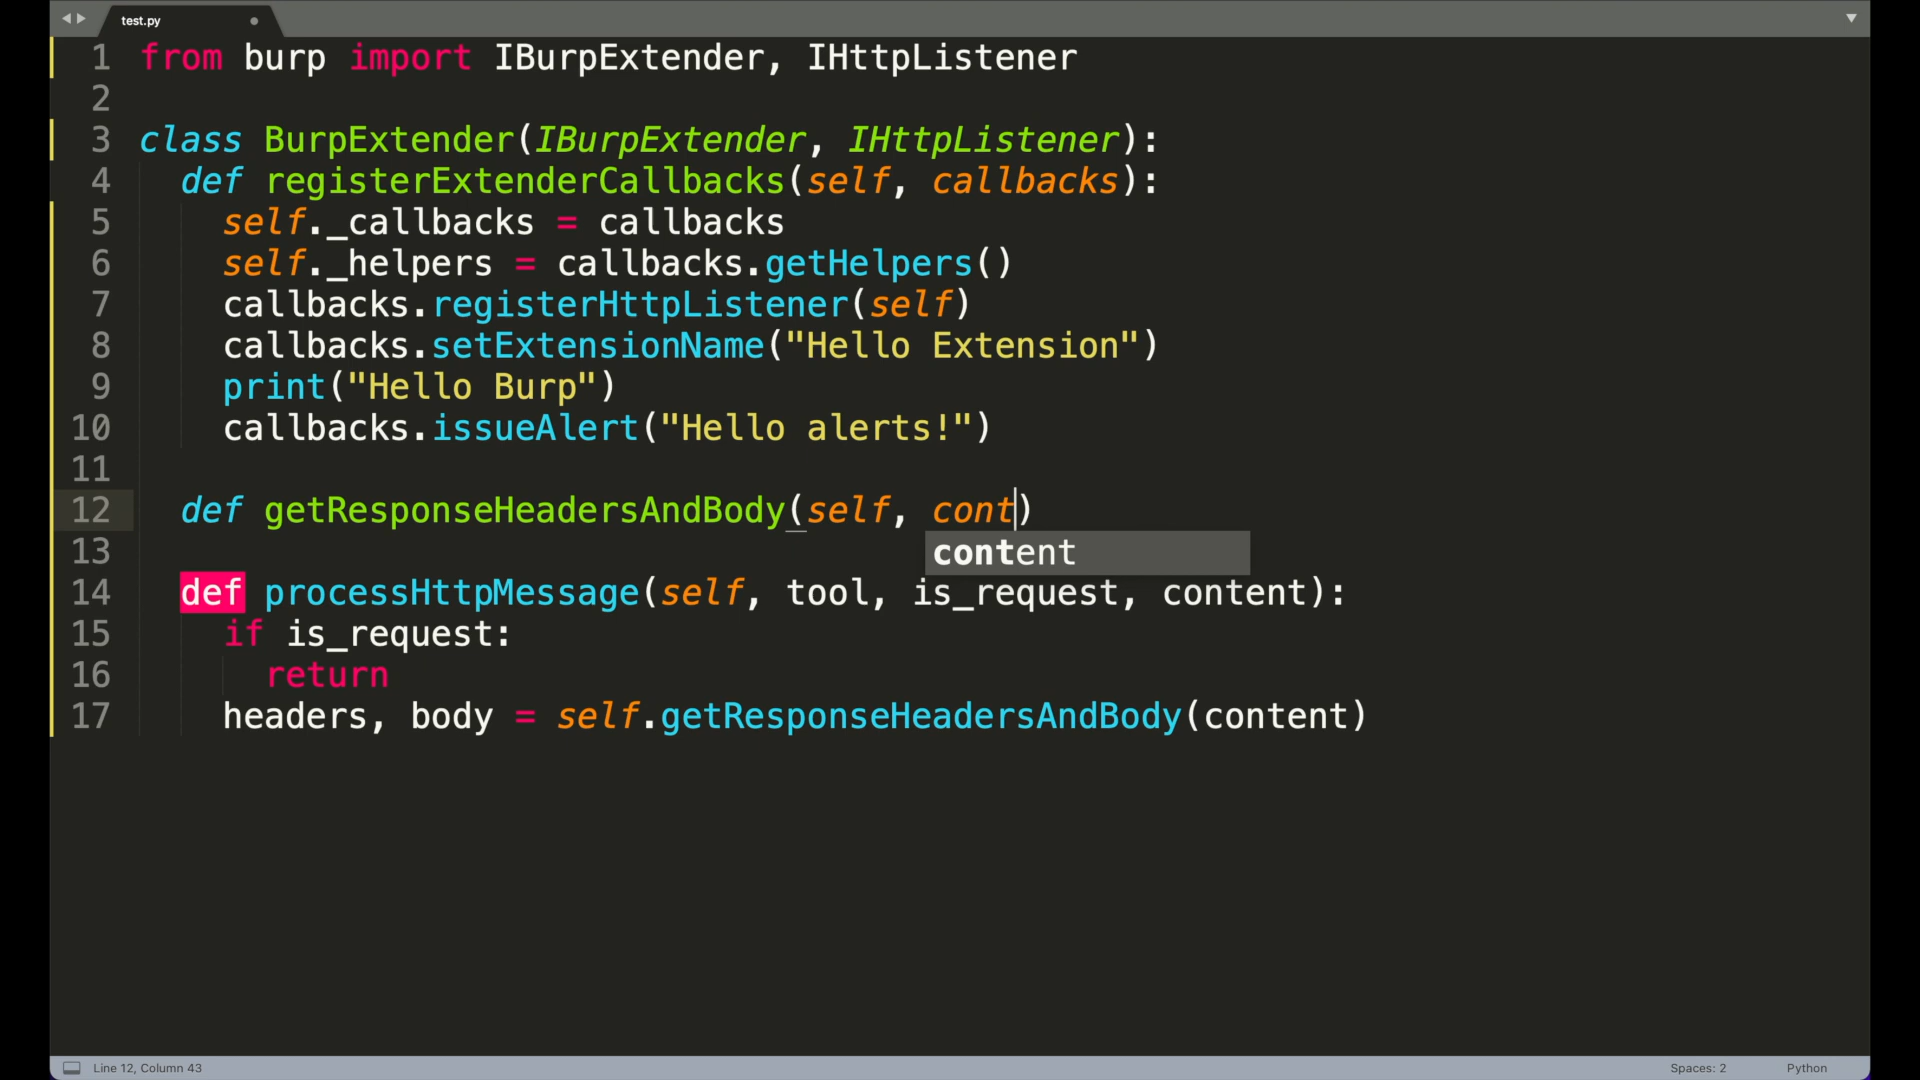 test.py
1 from burp import IBurpExtender, IHttpListener
2
3 class BurpExtender(IBurpExtender, IHttpListener):
4 def registerExtenderCallbacks(self, callbacks):
5 self._callbacks = callbacks
6 self._helpers = callbacks.getHelpers()
7 callbacks.registerHttpListener(self)
8 callbacks.setExtensionName("Hello Extension")
9 print("Hello Burp")
10 callbacks.issueAlert("Hello alerts!")
11
12 def getResponseHeadersAndBody(self, cont)
13 content
14 def processHttpMessage(self, tool, is_request, content):
15 if is_request:
16 return
17 headers, body = self.getResponseHeadersAndBody(content)
Line 12, Column 43 Spaces: 2 Python